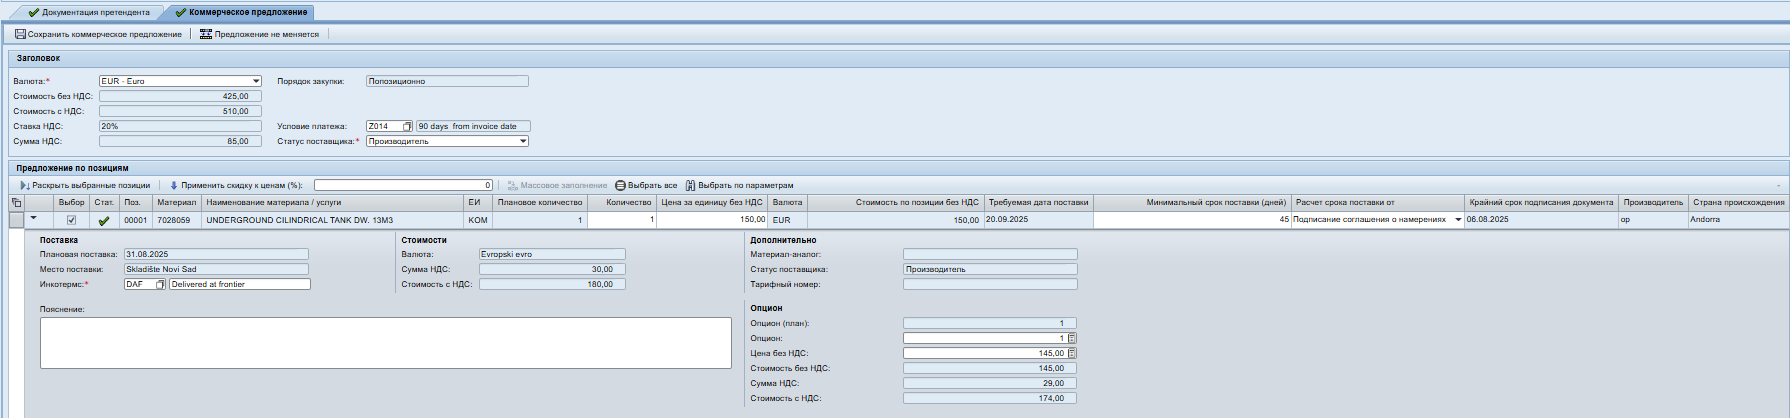 Документация претендента Коммерческое предложение
Сохранить коммерческое предложение Предложение не меняется
Заголовок
Валюта:* EUR - Euro Порядок закупки: Попозиционно
Стоимость без НДС: 425,00
Стоимость с НДС: 510,00
Ставка НДС: 20% Условие платежа: Z014 90 days from invoice date
Сумма НДС: 85,00 Статус поставщика:* Производитель
Предложение по позициям
Раскрыть выбранные позиции Применить скидку к ценам (%): 0 Массовое заполнение Выбрать все Выбрать по параметрам
Выбор Стат. Поз. Материал Наименование материала / услуги ЕИ Плановое количество Количество Цена за единицу без НДС Валюта Стоимость по позиции без НДС Требуемая дата поставки Минимальный срок поставки (дней) Расчет срока поставки от Крайний срок подписания документа Производитель Страна происхождения
00001 7028059 UNDERGROUND CILINDRICAL TANK DW. 13M3 KOM 1 1 150,00 EUR 150,00 20.09.2025 45 Подписание соглашения о намерениях 06.08.2025 op Andorra
Поставка Стоимости Дополнительно
Плановая поставка: 31.08.2025 Валюта: Evropski evro Материал-аналог:
Место поставки: Skladište Novi Sad Сумма НДС: 30,00 Статус поставщика: Производитель
Инкотермс:* DAF Delivered at frontier Стоимость с НДС: 180,00 Тарифный номер:
Пояснение: Опцион
Опцион (план): 1
Опцион: 1
Цена без НДС: 145,00
Стоимость без НДС: 145,00
Сумма НДС: 29,00
Стоимость с НДС: 174,00